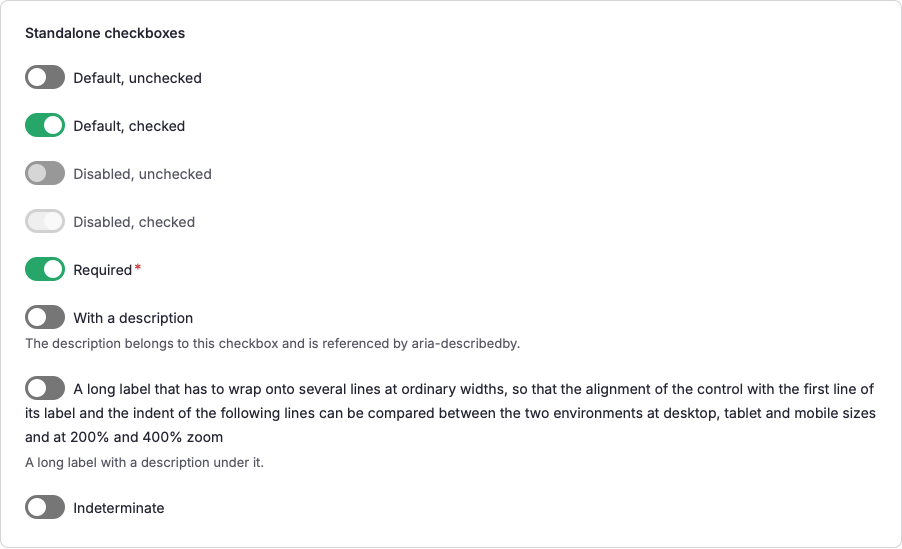 Standalone checkboxes
Default, unchecked
Default, checked
Disabled, unchecked
Disabled, checked
Required*
With a description
The description belongs to this checkbox and is referenced by aria-describedby.
A long label that has to wrap onto several lines at ordinary widths, so that the alignment of the control with the first line of
its label and the indent of the following lines can be compared between the two environments at desktop, tablet and mobile sizes
and at 200% and 400% zoom
A long label with a description under it.
Indeterminate